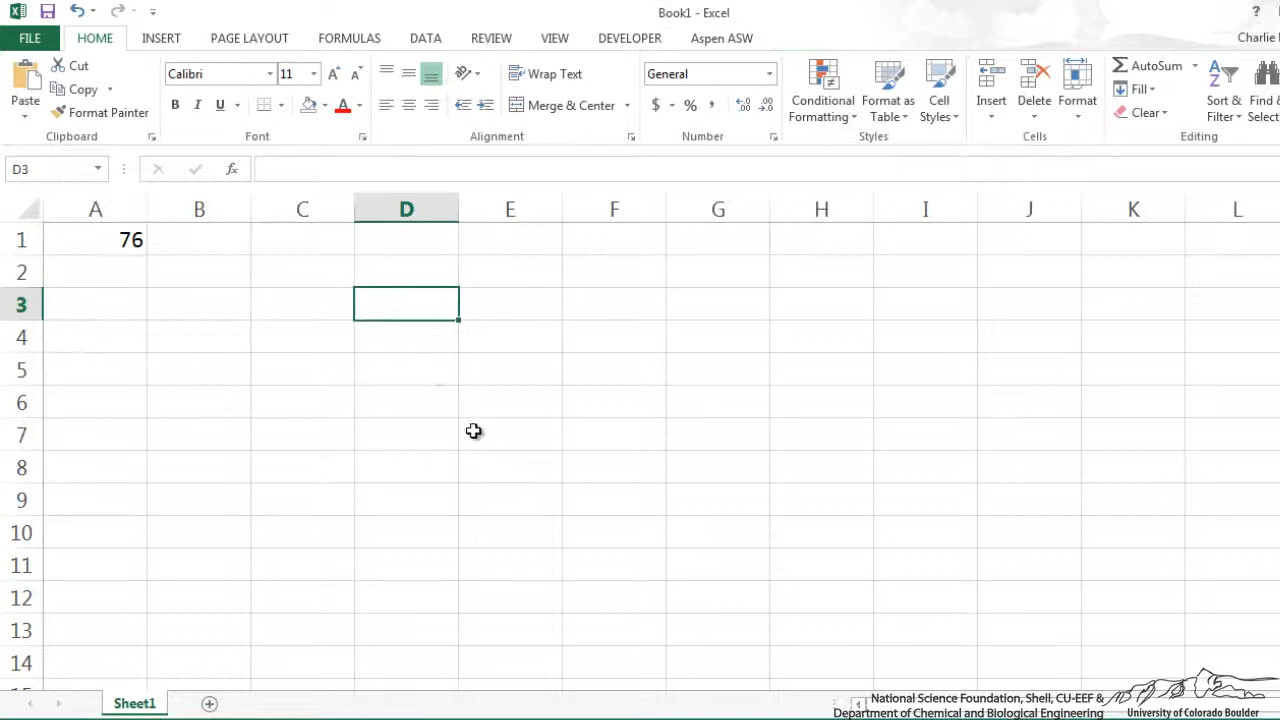 Book1 - Excel
?
FILE HOME INSERT PAGE LAYOUT FORMULAS DATA REVIEW VIEW DEVELOPER Aspen ASW Charlie
Paste
Cut
Copy
Format Painter
Clipboard
Calibri 11
B I U
Font
Wrap Text
Merge & Center
Alignment
General
$ % ,
Number
Conditional Formatting
Format as Table
Cell Styles
Styles
Insert
Delete
Format
Cells
AutoSum
Fill
Clear
Sort & Filter
Find &
Select
Editing
D3
fx
A B C D E F G H I J K L
1 76
2
3
4
5
6
7
8
9
10
11
12
13
14
Sheet1
National Science Foundation, Shell, CU-EEF &
Department of Chemical and Biological Engineering
University of Colorado Boulder